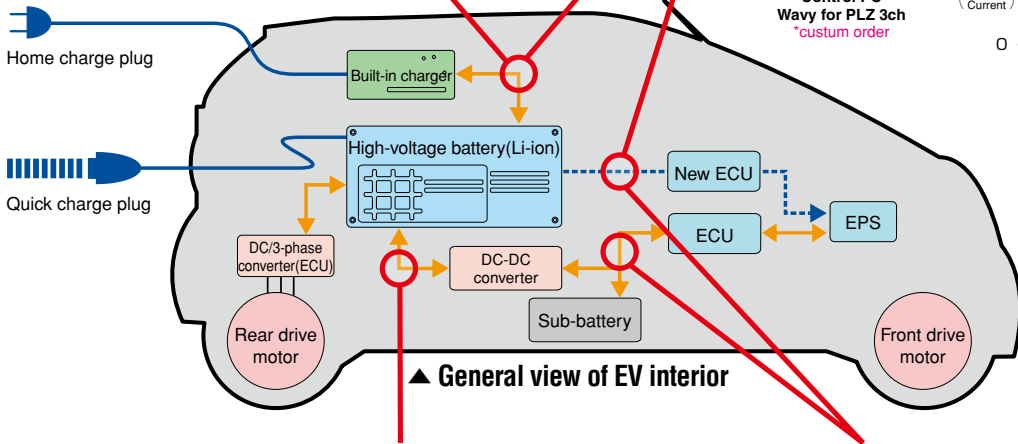 Wavy for PLZ 3ch
*custum order
Current
0
Home charge plug
Built-in charger
High-voltage battery(Li-ion)
Quick charge plug
New ECU
ECU
EPS
DC/3-phase
converter(ECU)
DC-DC
converter
Sub-battery
Rear drive
motor
Front drive
motor
▲ General view of EV interior